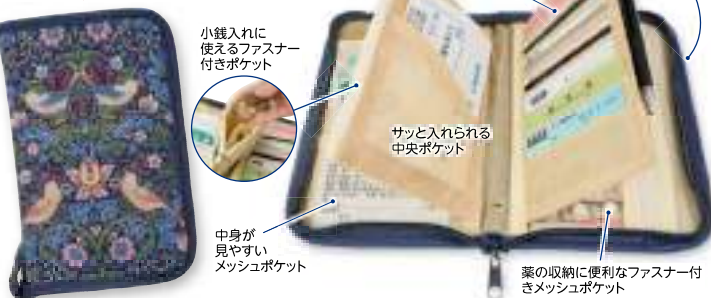 小銭入れに
使えるファスナー
付きポケット
サッと入れられる
中央ポケット
中身が
見やすい
メッシュポケット
薬の収納に便利なファスナー付
きメッシュポケット